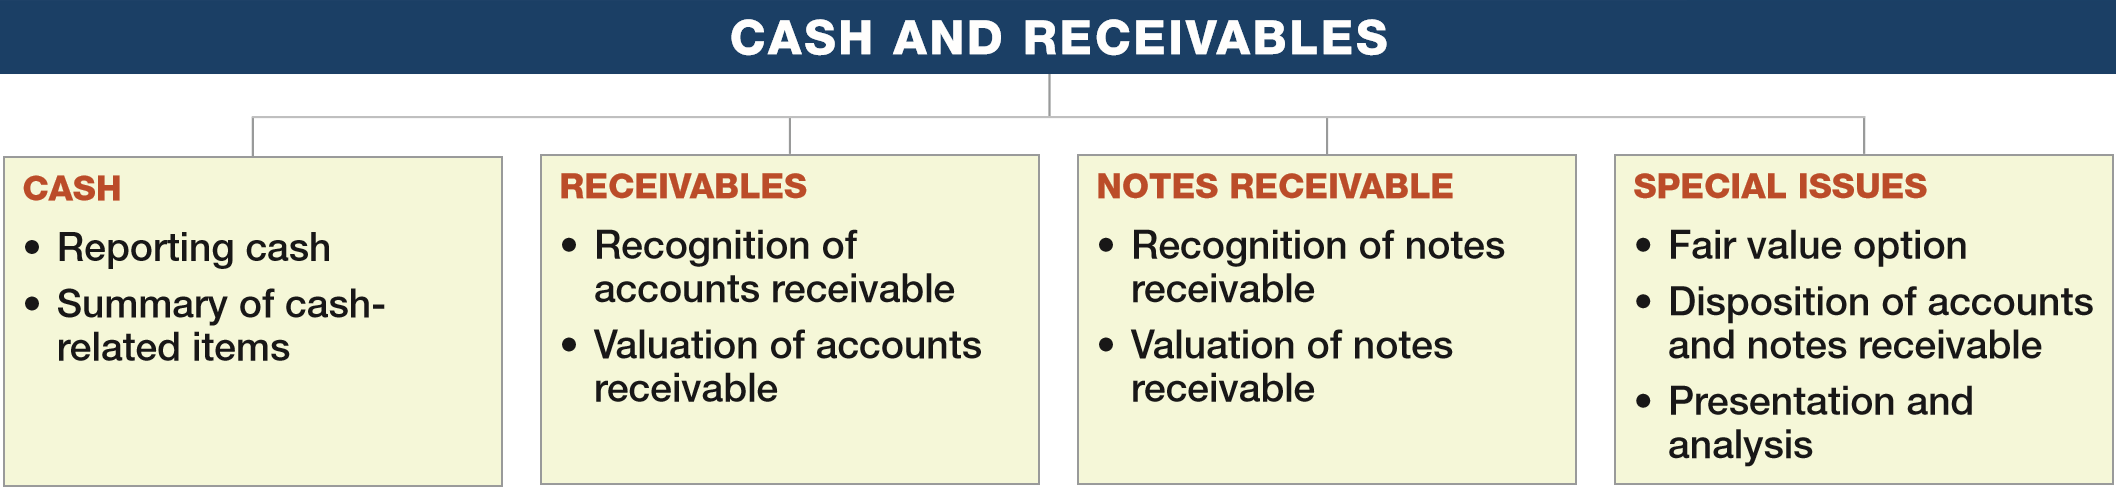 CASH AND RECEIVABLES
CASH
• Reporting cash
• Summary of cash-
related items
RECEIVABLES
• Recognition of
accounts receivable
• Valuation of accounts
receivable
NOTES RECEIVABLE
• Recognition of notes
receivable
• Valuation of notes
receivable
SPECIAL ISSUES
• Fair value option
• Disposition of accounts
and notes receivable
• Presentation and
analysis